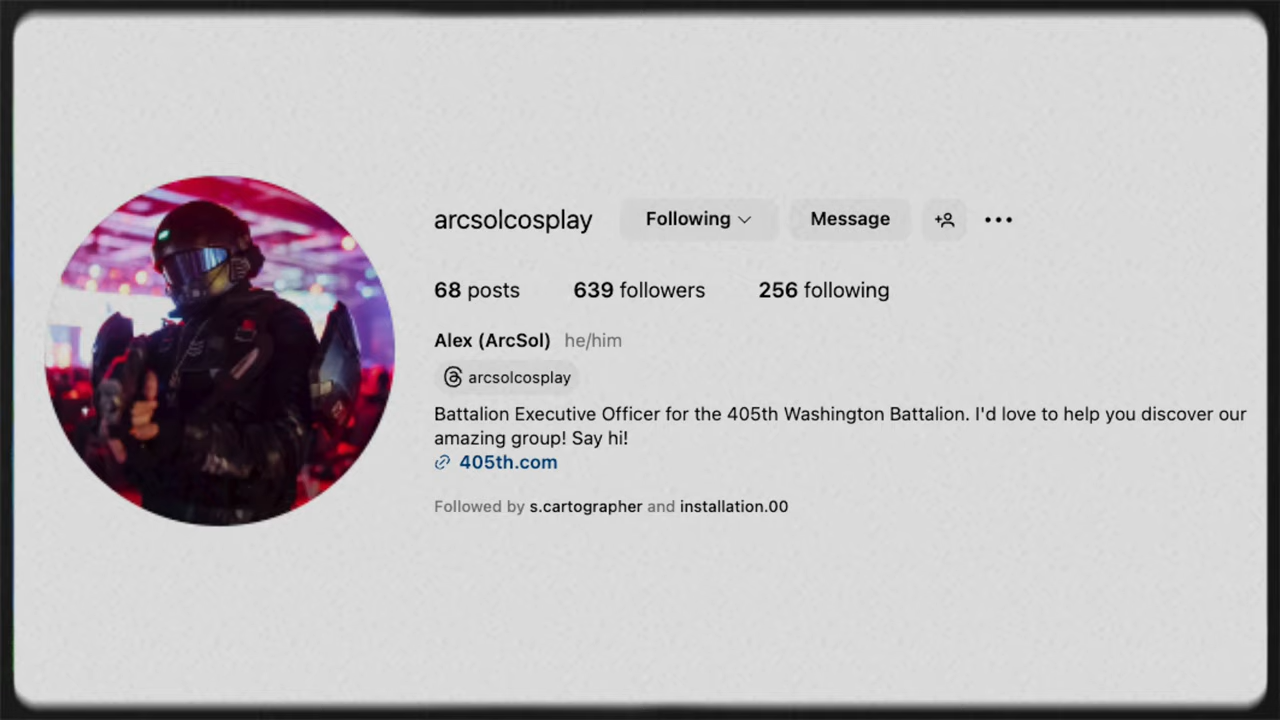 arcsolcosplay Following Message
68 posts 639 followers 256 following
Alex (ArcSol) he/him
arcsolcosplay
Battalion Executive Officer for the 405th Washington Battalion. I'd love to help you discover our
amazing group! Say hi!
405th.com
Followed by s.cartographer and installation.00